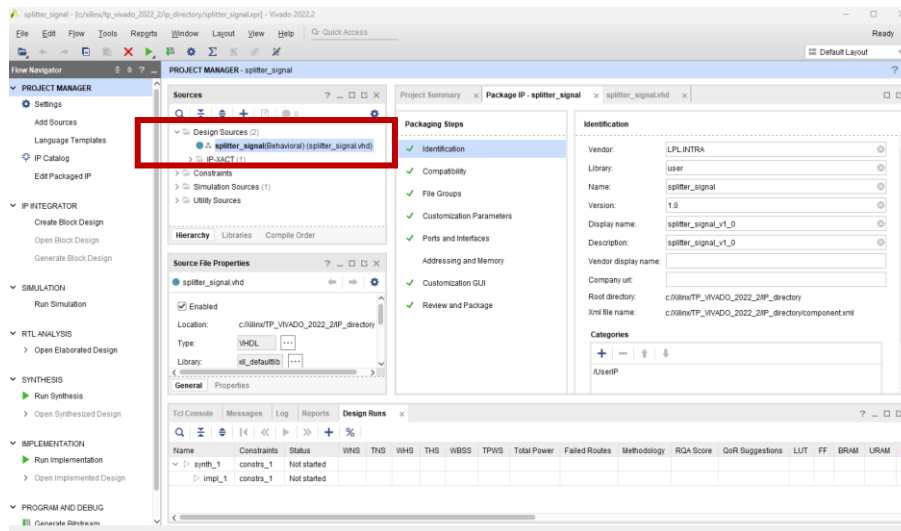 splitter_signal - [c:/xilinx/tp_vivado_2022_2/ip_directory/splitter_signal.xpr] - Vivado 2022.2
File Edit Flow Tools Reports Window Layout View Help Q- Quick Access Ready
Default Layout
Flow Navigator
PROJECT MANAGER - splitter_signal
PROJECT MANAGER
Settings
Add Sources
Language Templates
IP Catalog
Edit Packaged IP
IP INTEGRATOR
Create Block Design
Open Block Design
Generate Block Design
SIMULATION
Run Simulation
RTL ANALYSIS
Open Elaborated Design
SYNTHESIS
Run Synthesis
Open Synthesized Design
IMPLEMENTATION
Run Implementation
Open Implemented Design
PROGRAM AND DEBUG
Generate Bitstream
Sources
Design Sources (2)
splitter_signal(Behavioral) (splitter_signal.vhd)
IP-XACT (1)
Constraints
Simulation Sources (1)
Utility Sources
Hierarchy Libraries Compile Order
Source File Properties
splitter_signal.vhd
Enabled
Location: c:/Xilinx/TP_VIVADO_2022_2/IP_directory
Type: VHDL
Library: xil_defaultlib
General Properties
Project Summary Package IP - splitter_signal splitter_signal.vhd
Packaging Steps
Identification
Compatibility
File Groups
Customization Parameters
Ports and Interfaces
Addressing and Memory
Customization GUI
Review and Package
Identification
Vendor: LPL.INTRA
Library: user
Name: splitter_signal
Version: 1.0
Display name: splitter_signal_v1_0
Description: splitter_signal_v1_0
Vendor display name:
Company url:
Root directory: c:/Xilinx/TP_VIVADO_2022_2/IP_directory
Xml file name: c:/Xilinx/TP_VIVADO_2022_2/IP_directory/component.xml
Categories
/UserIP
Tcl Console Messages Log Reports Design Runs
Name Constraints Status WNS TNS WHS THS WBSS TPWS Total Power Failed Routes Methodology RQA Score QoR Suggestions LUT FF BRAM URAM
synth_1 constrs_1 Not started
impl_1 constrs_1 Not started